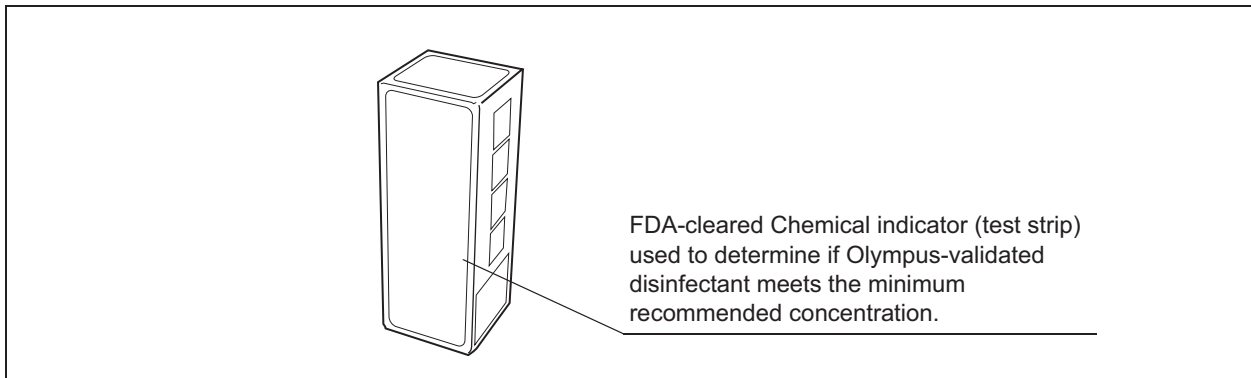 FDA-cleared Chemical indicator (test strip)
used to determine if Olympus-validated
disinfectant meets the minimum
recommended concentration.